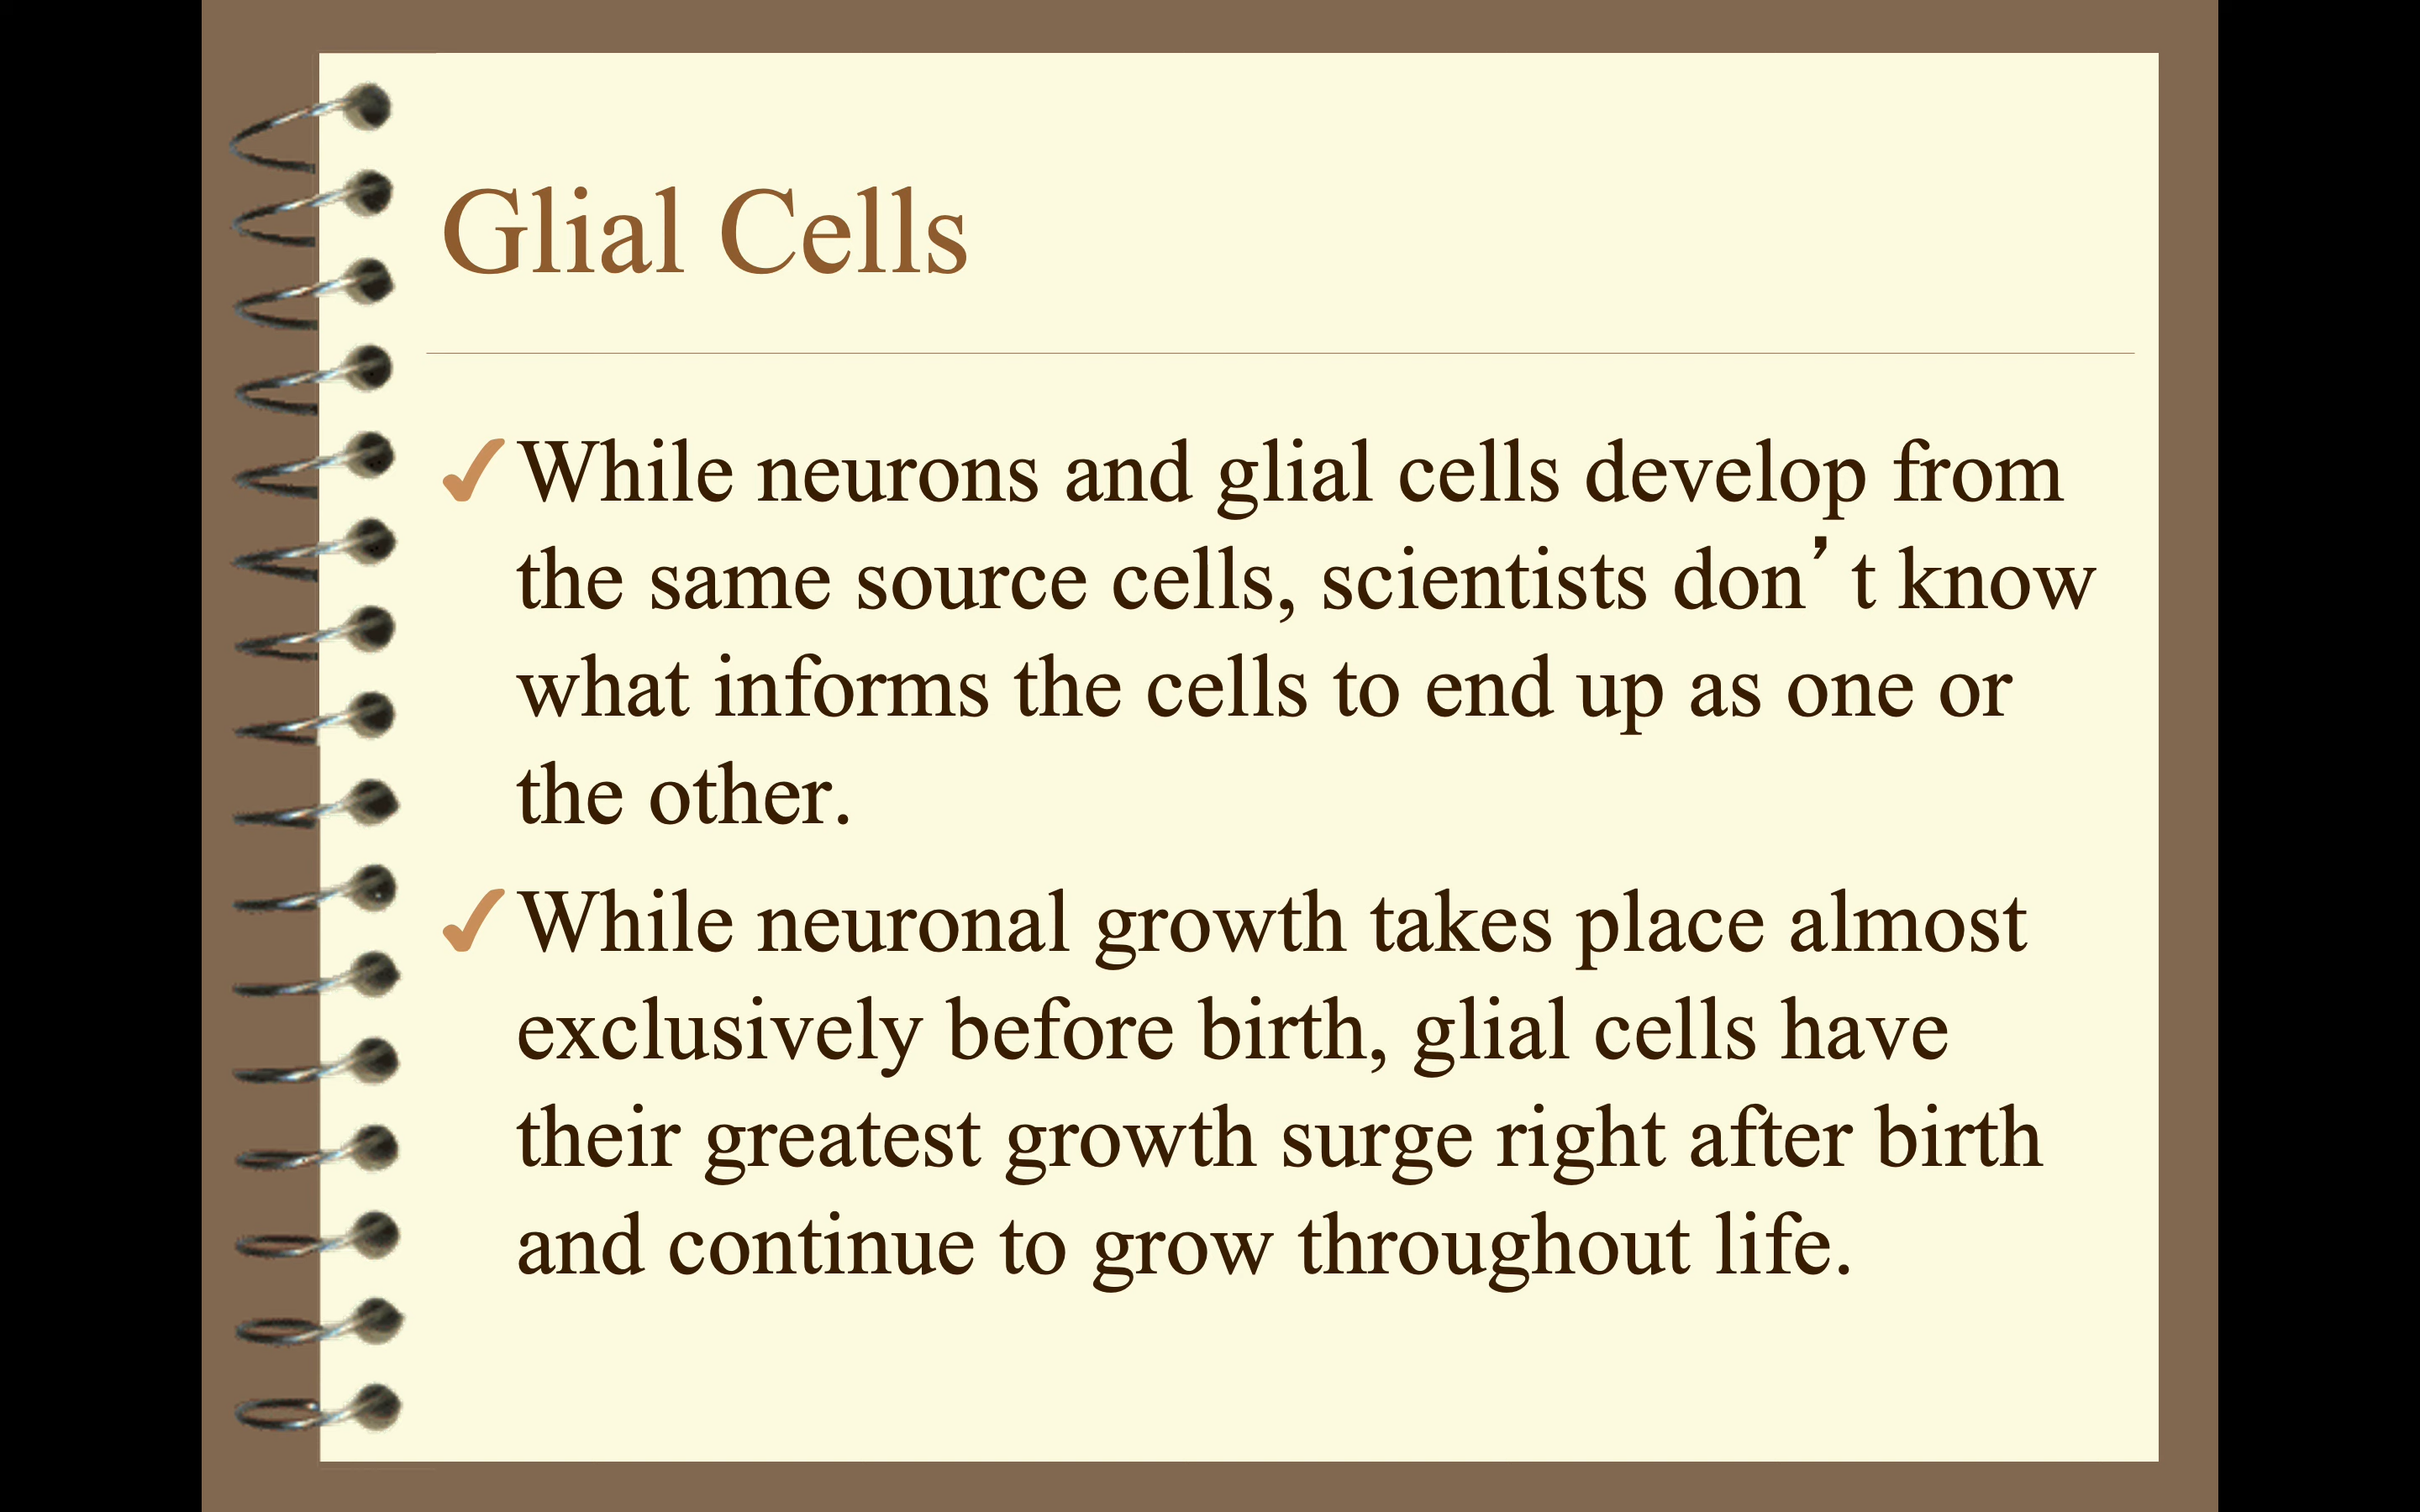 Glial Cells
✓While neurons and glial cells develop from
the same source cells, scientists don’t know
what informs the cells to end up as one or
the other.
✓While neuronal growth takes place almost
exclusively before birth, glial cells have
their greatest growth surge right after birth
and continue to grow throughout life.